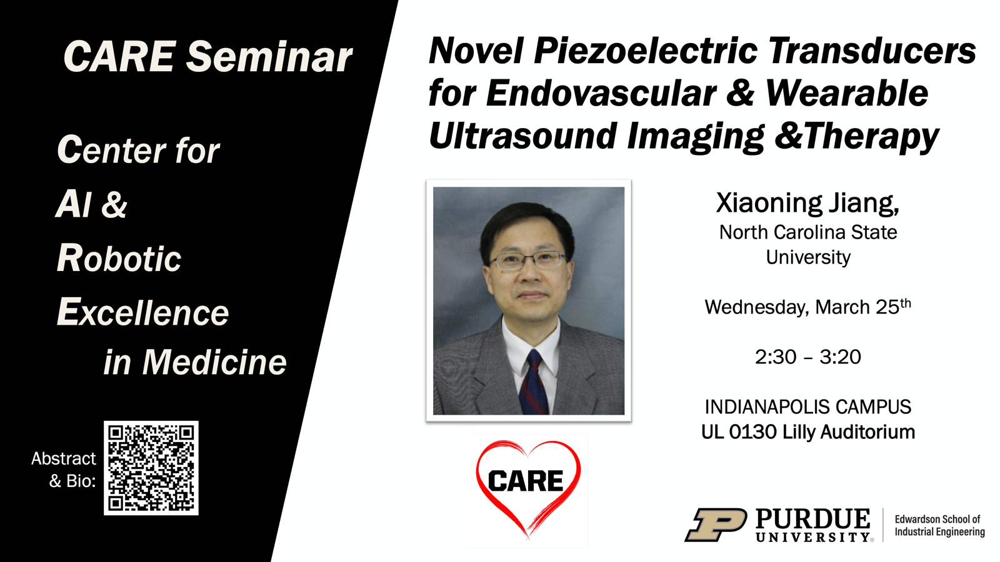 CARE Seminar
Center for
AI &
Robotic
Excellence
in Medicine
Abstract
& Bio:
Novel Piezoelectric Transducers
for Endovascular & Wearable
Ultrasound Imaging &Therapy
Xiaoning Jiang,
North Carolina State
University
Wednesday, March 25th
2:30 – 3:20
INDIANAPOLIS CAMPUS
UL 0130 Lilly Auditorium
CARE
P PURDUE
UNIVERSITY®
Edwardson School of
Industrial Engineering